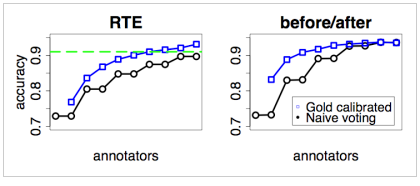 RTE
before/after
accuracy
0.7
0.8
0.9
0.7
0.8
0.9
Gold calibrated
Naive voting
annotators
annotators